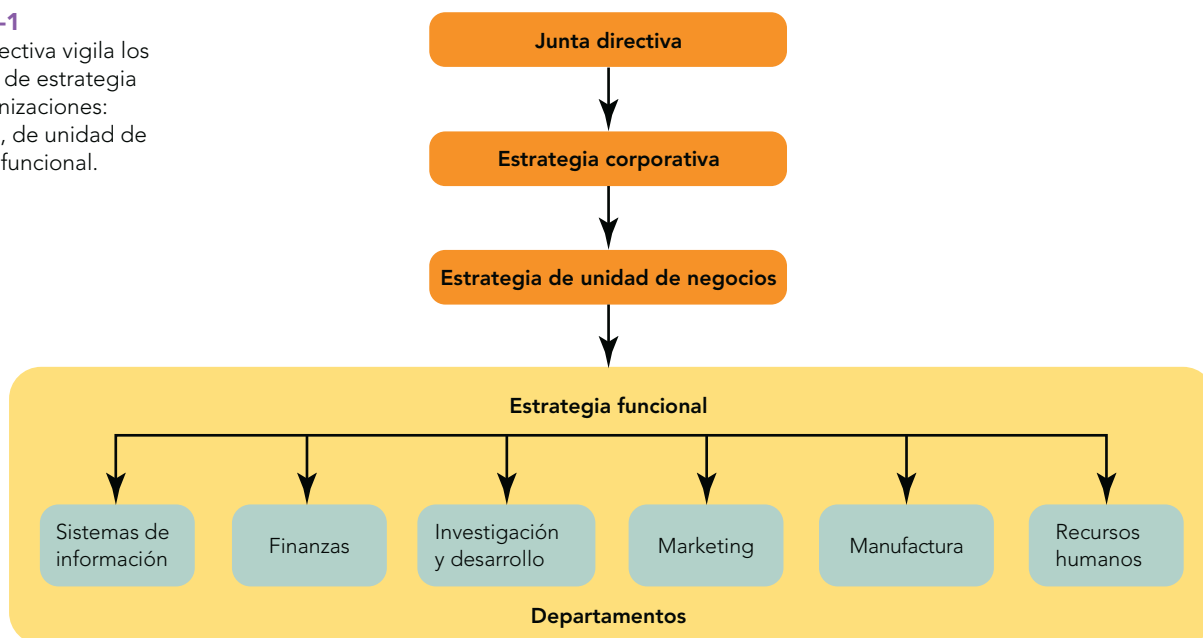 -1
ectiva vigila los
de estrategia
nizaciones:
, de unidad de
funcional.
Junta directiva
Estrategia corporativa
Estrategia de unidad de negocios
Estrategia funcional
Sistemas de
información
Finanzas
Investigación
y desarrollo
Marketing
Manufactura
Recursos
humanos
Departamentos